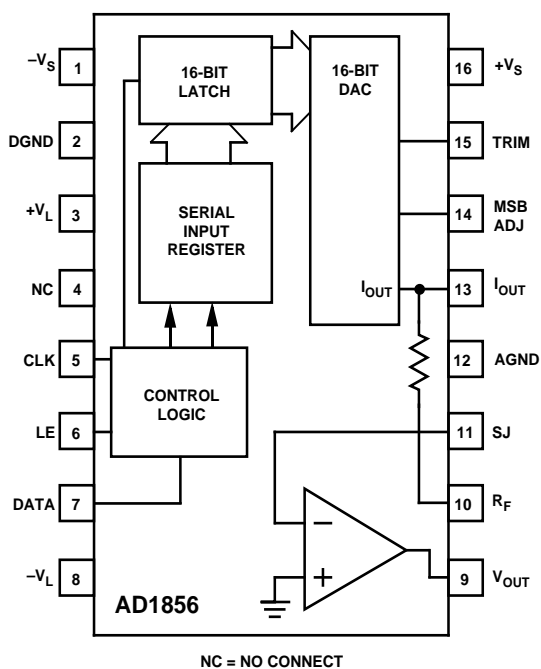 −VS
1
16-BIT
LATCH
16-BIT
DAC
16
+VS
DGND
2
15
TRIM
+VL
3
SERIAL
INPUT
REGISTER
14
MSB
ADJ
NC
4
IOUT
13
IOUT
CLK
5
12
AGND
LE
6
CONTROL
LOGIC
11
SJ
DATA
7
−
10
RF
−VL
8
+
9
VOUT
AD1856
NC = NO CONNECT